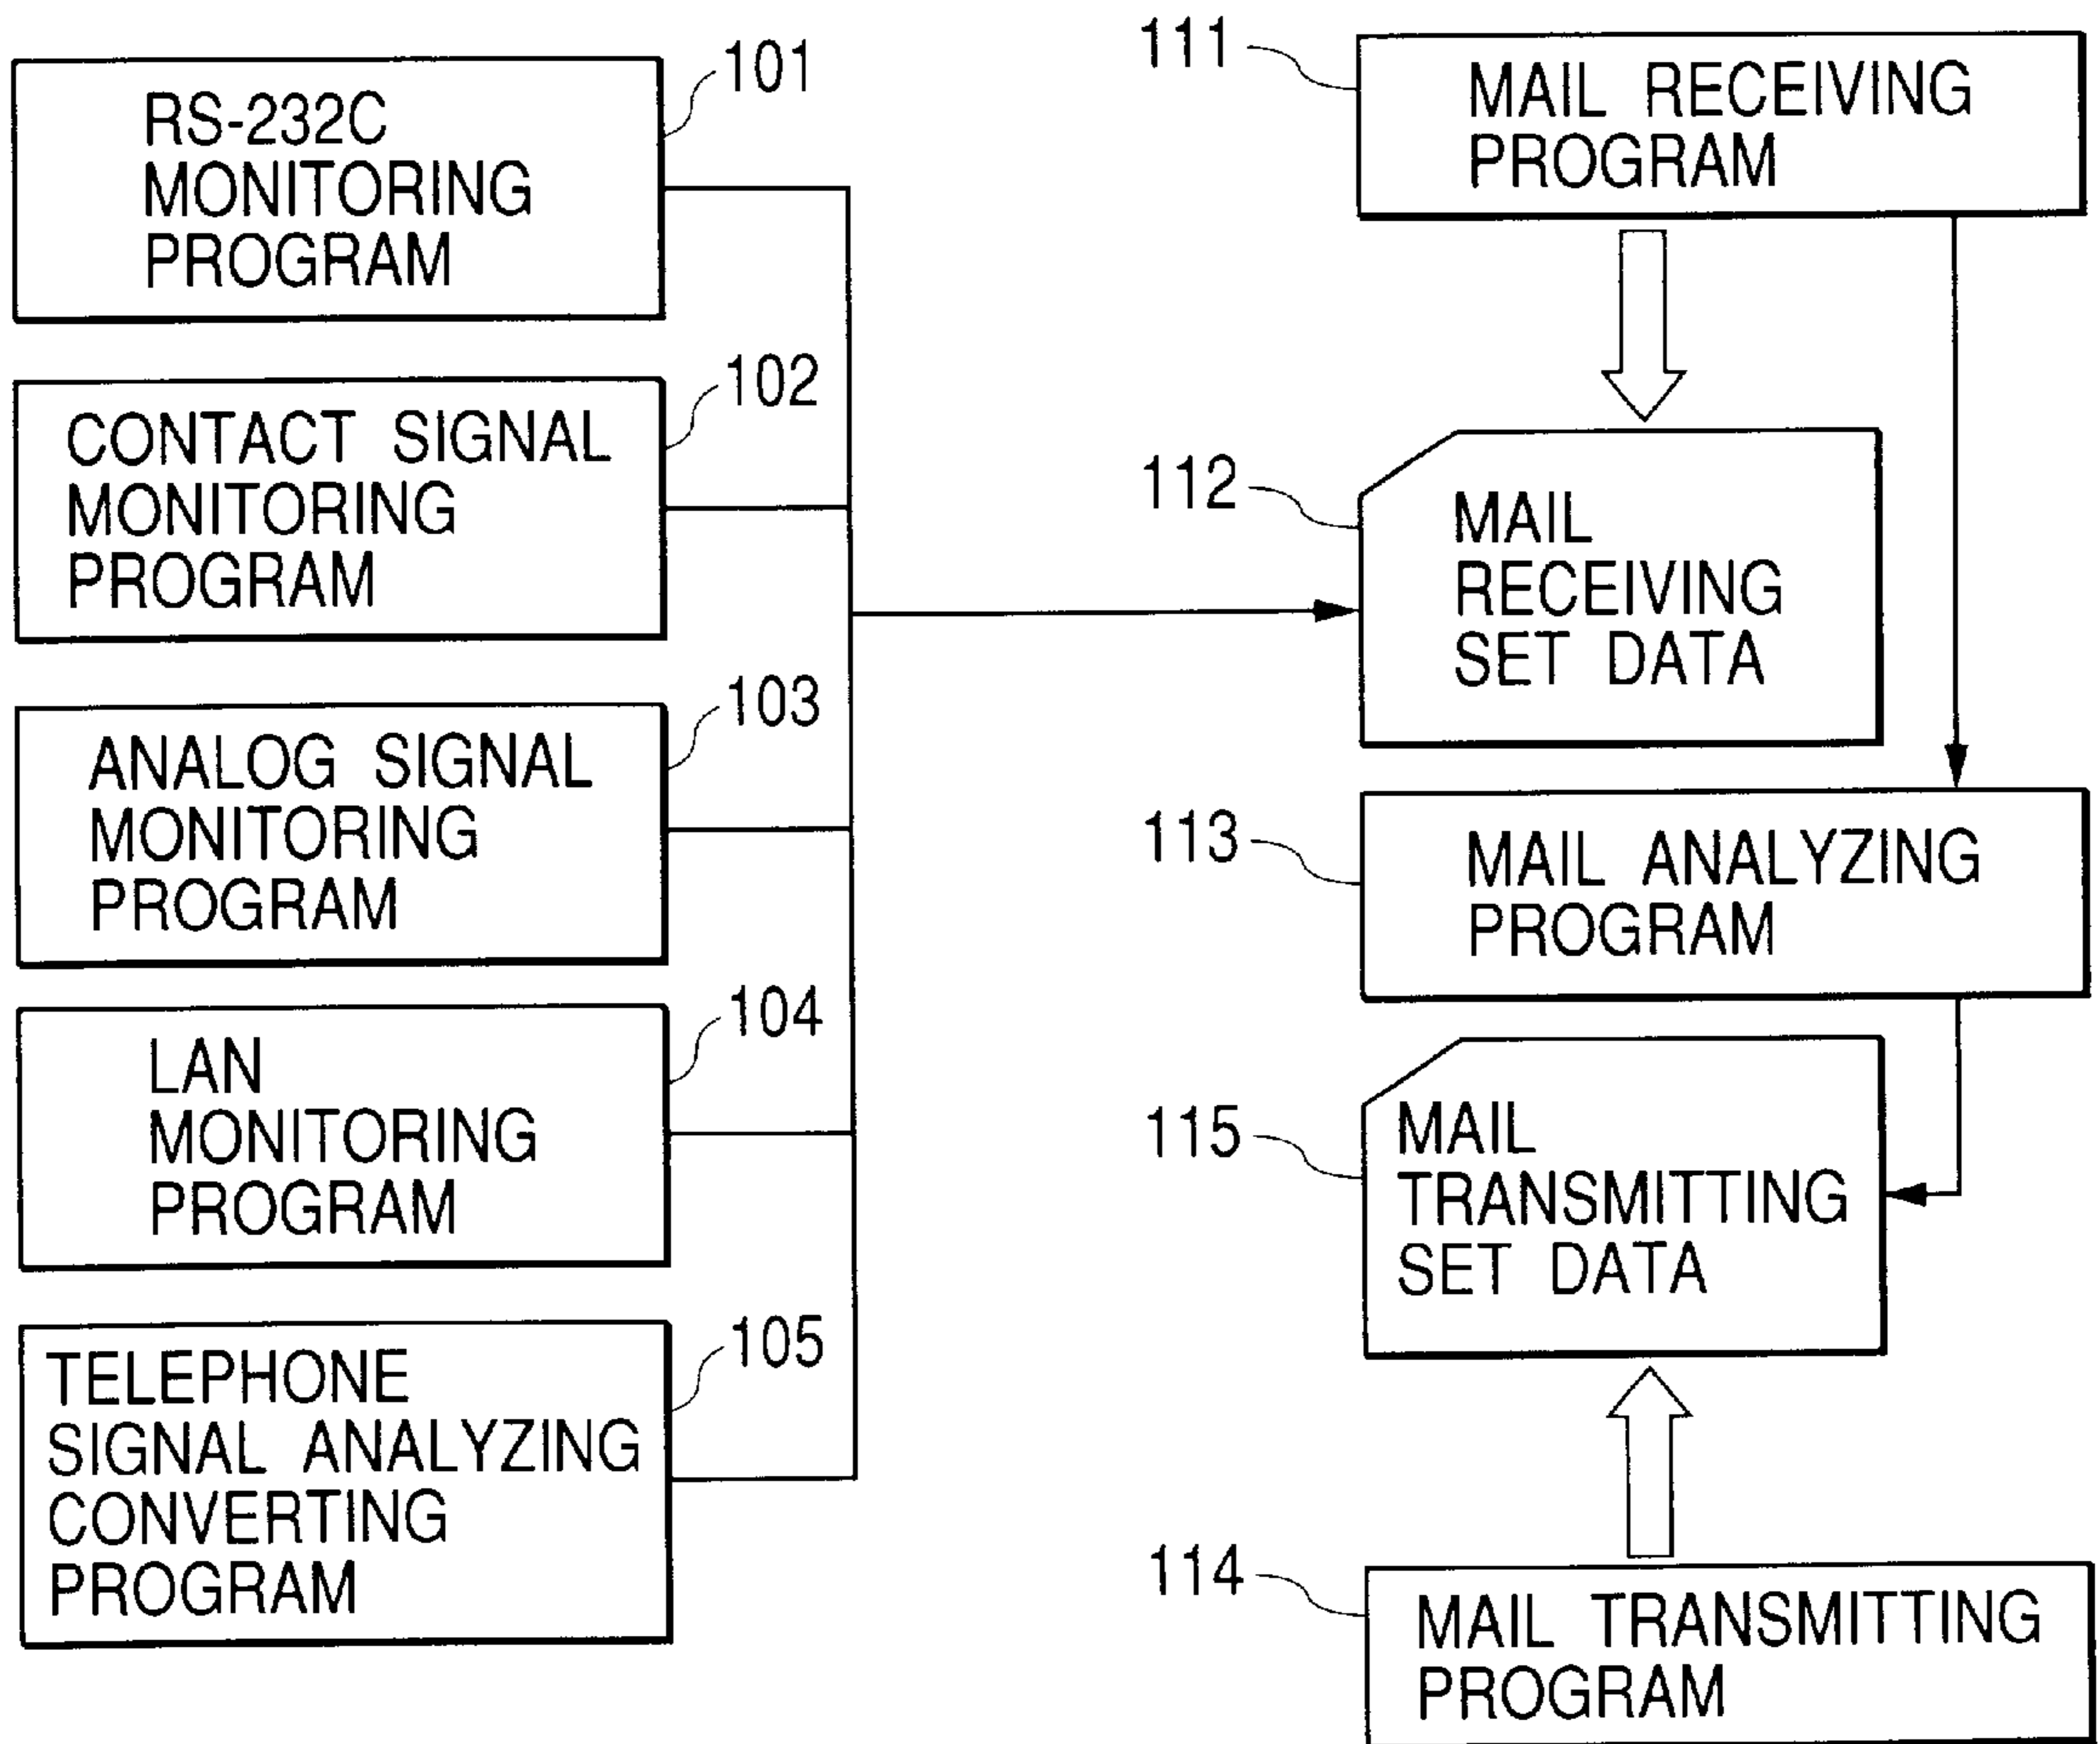 101
RS-232C
MONITORING
PROGRAM
102
CONTACT SIGNAL
MONITORING
PROGRAM
103
ANALOG SIGNAL
MONITORING
PROGRAM
104
LAN
MONITORING
PROGRAM
105
TELEPHONE
SIGNAL ANALYZING
CONVERTING
PROGRAM
111
MAIL RECEIVING
PROGRAM
112
MAIL
RECEIVING
SET DATA
113
MAIL ANALYZING
PROGRAM
115
MAIL
TRANSMITTING
SET DATA
114
MAIL TRANSMITTING
PROGRAM